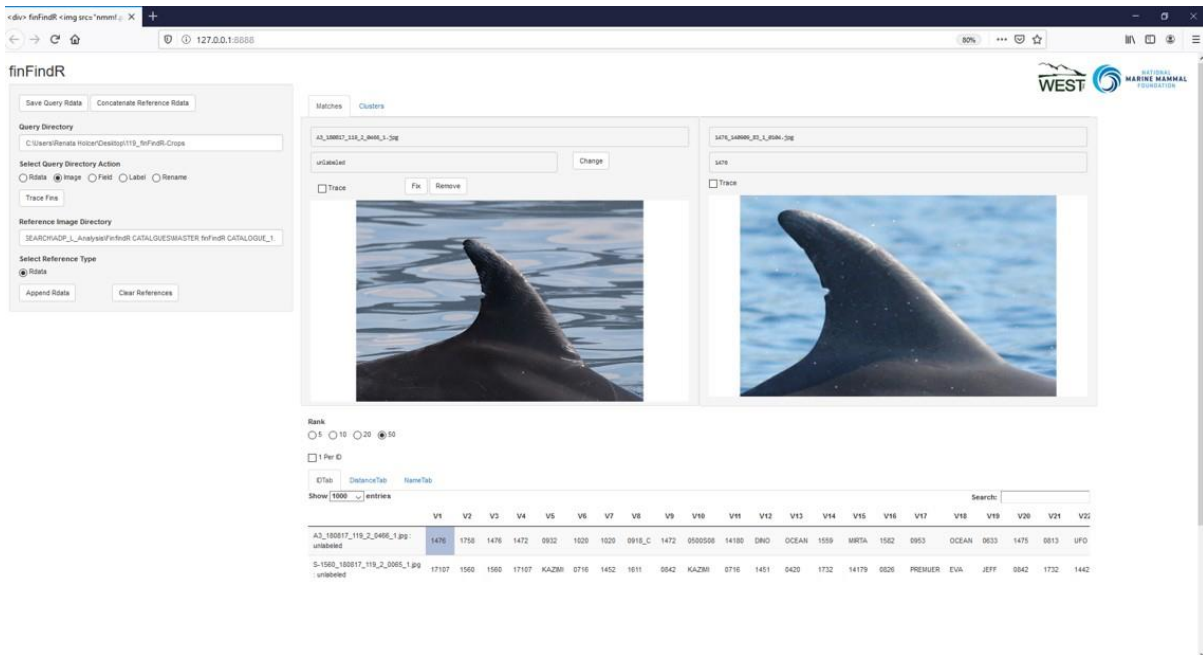 <div> finFindR <img src="nmmf.p
127.0.0.1:8888
80%
finFindR
WEST
NATIONAL
MARINE MAMMAL
FOUNDATION
Save Query Rdata Concatenate Reference Rdata
Query Directory
C:\Users\Renata Holcer\Desktop\119_finFindR-Crops
Select Query Directory Action
Rdata Image Field Label Rename
Trace Fins
Reference Image Directory
SEARCH\ADP_L_Analysis\FinfindR CATALGUES\MASTER finFindR CATALOGUE_1.
Select Reference Type
Rdata
Append Rdata Clear References
Matches Clusters
A3_180817_119_2_0466_1.jpg
unlabeled Change
Trace Fix Remove
1476_140909_83_1_0104.jpg
1476
Trace
Rank
5 10 20 50
1 Per ID
IDTab DistanceTab NameTab
Show 1000 entries Search:
V1 V2 V3 V4 V5 V6 V7 V8 V9 V10 V11 V12 V13 V14 V15 V16 V17 V18 V19 V20 V21 V22
A3_180817_119_2_0466_1.jpg :
unlabeled 1476 1758 1476 1472 0932 1020 1020 0918_C 1472 0500S08 14180 DINO OCEAN 1559 MIRTA 1582 0953 OCEAN 0633 1475 0813 UFO
S-1560_180817_119_2_0065_1.jpg
: unlabeled 17107 1560 1560 17107 KAZIMI 0716 1452 1611 0842 KAZIMI 0716 1451 0420 1732 14179 0826 PREMUER EVA JEFF 0842 1732 1442